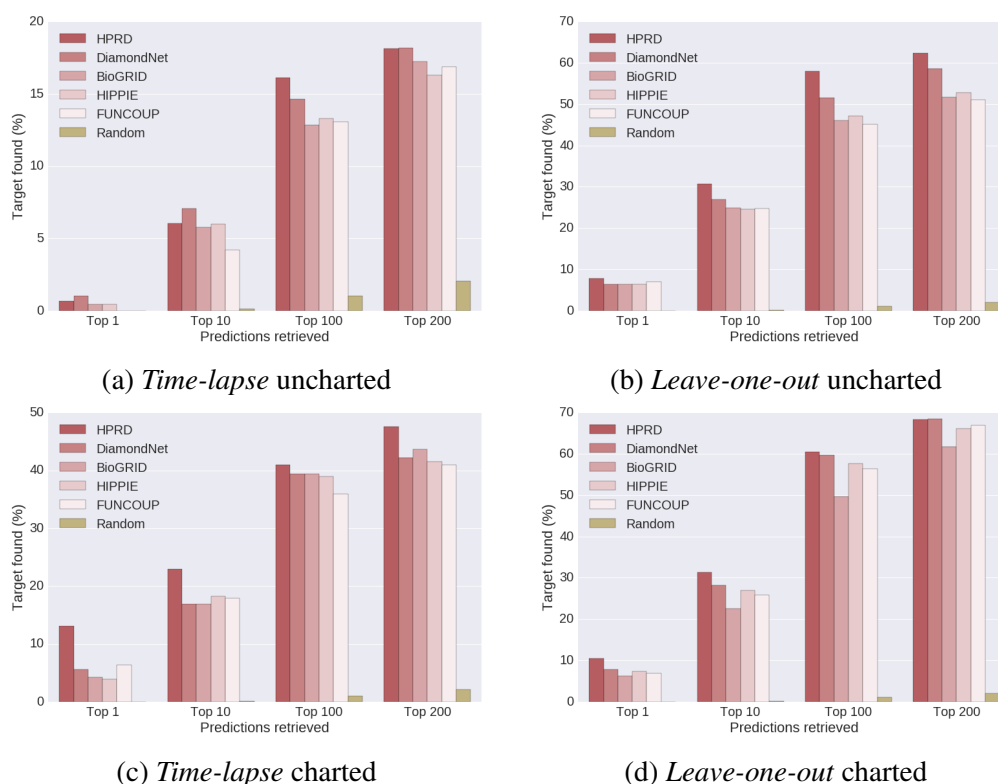 20
15
10
5
0
Target found (%)
HPRD
DiamondNet
BioGRID
HIPPIE
FUNCOUP
Random
Top 1 Top 10 Top 100 Top 200
Predictions retrieved
(a) Time-lapse uncharted
70
60
50
40
30
20
10
0
Target found (%)
HPRD
DiamondNet
BioGRID
HIPPIE
FUNCOUP
Random
Top 1 Top 10 Top 100 Top 200
Predictions retrieved
(b) Leave-one-out uncharted
50
40
30
20
10
0
Target found (%)
HPRD
DiamondNet
BioGRID
HIPPIE
FUNCOUP
Random
Top 1 Top 10 Top 100 Top 200
Predictions retrieved
(c) Time-lapse charted
70
60
50
40
30
20
10
0
Target found (%)
HPRD
DiamondNet
BioGRID
HIPPIE
FUNCOUP
Random
Top 1 Top 10 Top 100 Top 200
Predictions retrieved
(d) Leave-one-out charted